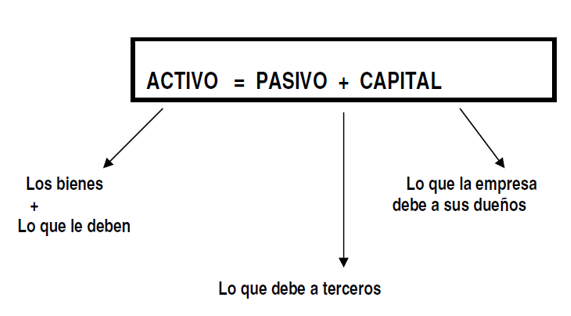 ACTIVO = PASIVO + CAPITAL
Los bienes
+
Lo que le deben
Lo que la empresa
debe a sus dueños
Lo que debe a terceros